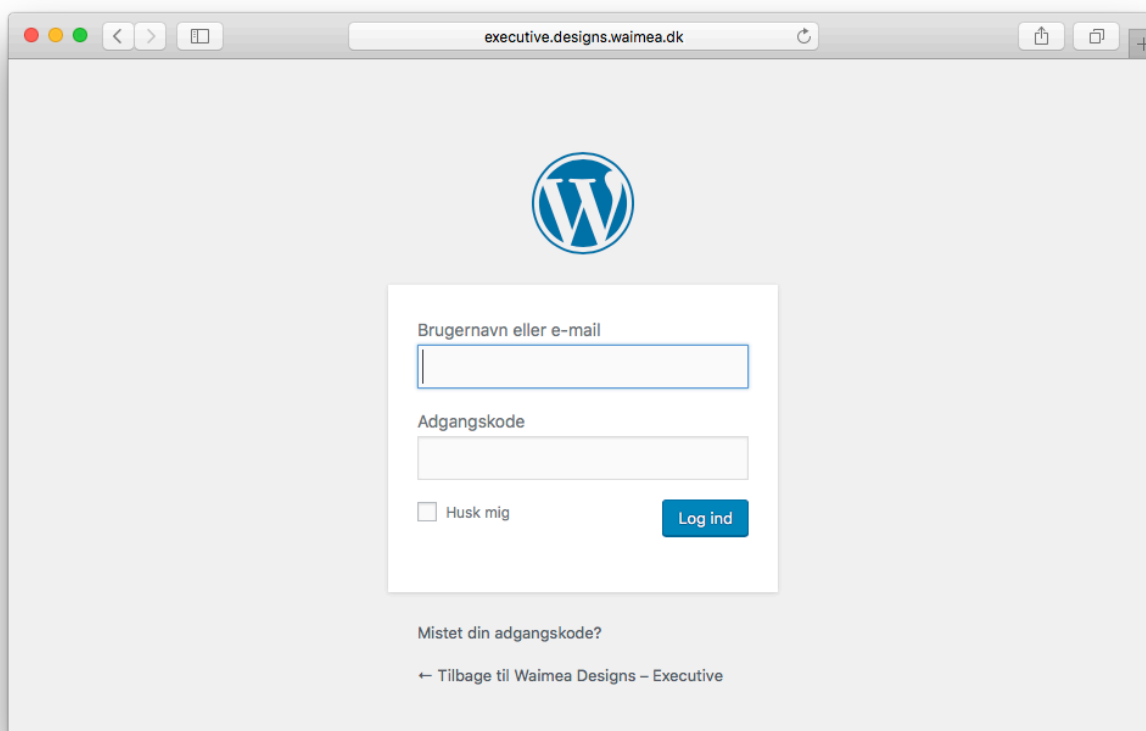 executive.designs.waimea.dk
Brugernavn eller e-mail
Adgangskode
Husk mig
Log ind
Mistet din adgangskode?
← Tilbage til Waimea Designs – Executive